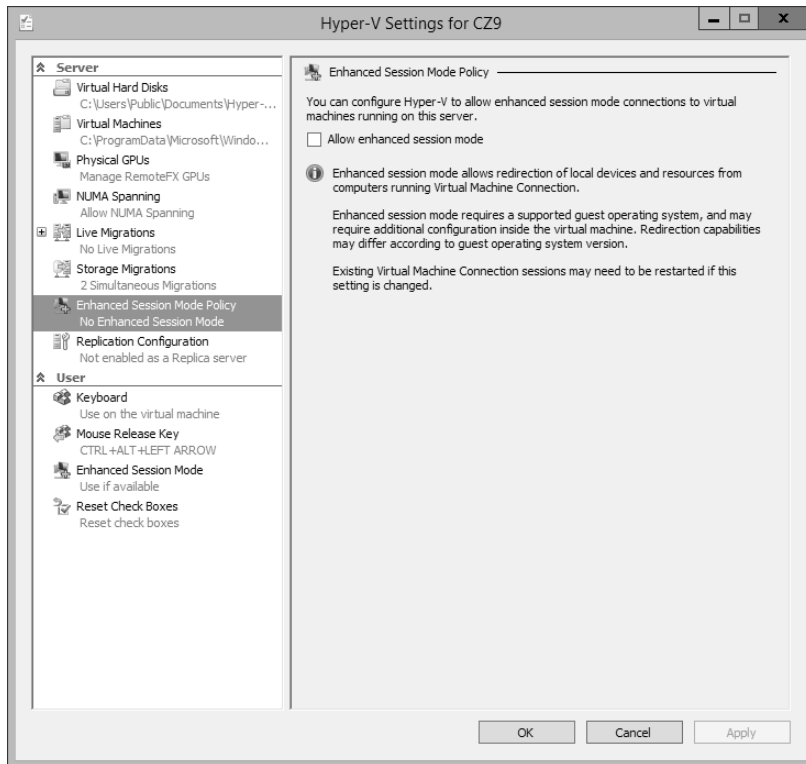 Hyper-V Settings for CZ9
Server
Virtual Hard Disks
C:\Users\Public\Documents\Hyper-...
Virtual Machines
C:\ProgramData\Microsoft\Windo...
Physical GPUs
Manage RemoteFX GPUs
NUMA Spanning
Allow NUMA Spanning
Live Migrations
No Live Migrations
Storage Migrations
2 Simultaneous Migrations
Enhanced Session Mode Policy
No Enhanced Session Mode
Replication Configuration
Not enabled as a Replica server
User
Keyboard
Use on the virtual machine
Mouse Release Key
CTRL+ALT+LEFT ARROW
Enhanced Session Mode
Use if available
Reset Check Boxes
Reset check boxes
Enhanced Session Mode Policy
You can configure Hyper-V to allow enhanced session mode connections to virtual
machines running on this server.
Allow enhanced session mode
Enhanced session mode allows redirection of local devices and resources from
computers running Virtual Machine Connection.
Enhanced session mode requires a supported guest operating system, and may
require additional configuration inside the virtual machine. Redirection capabilities
may differ according to guest operating system version.
Existing Virtual Machine Connection sessions may need to be restarted if this
setting is changed.
OK
Cancel
Apply